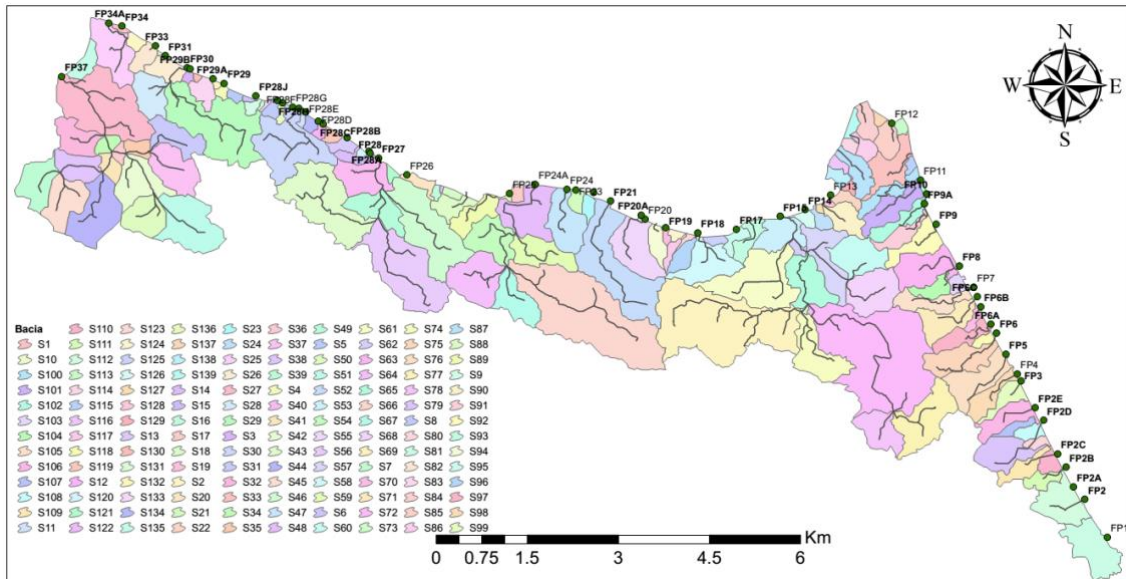 FP34A FP34
FP33
FP31
FP29B FP30
FP29A FP29
FP37
FP28J
FP28G
FP28E
FP28D
FP28C FP28B
FP28 FP27
FP28A
FP26
FP24A FP24
FP21
FP20A FP20
FP19
FP18
FP17
FP15
FP14
FP13
FP12
FP11
FP10
FP9A
FP9
FP8
FP7
FP6B
FP6A
FP6
FP5
FP4
FP3
FP2E
FP2D
FP2C
FP2B
FP2A
FP2
FP1
N
W E
S
Bacia S110 S123 S136 S23 S36 S49 S61 S74 S87
S1 S111 S124 S137 S24 S37 S5 S62 S75 S88
S10 S112 S125 S138 S25 S38 S50 S63 S76 S89
S100 S113 S126 S139 S26 S39 S51 S64 S77 S9
S101 S114 S127 S14 S27 S4 S52 S65 S78 S90
S102 S115 S128 S15 S28 S40 S53 S66 S79 S91
S103 S116 S129 S16 S29 S41 S54 S67 S8 S92
S104 S117 S13 S17 S3 S42 S55 S68 S80 S93
S105 S118 S130 S18 S30 S43 S56 S69 S81 S94
S106 S119 S131 S19 S31 S44 S57 S7 S82 S95
S107 S12 S132 S2 S32 S45 S58 S70 S83 S96
S108 S120 S133 S20 S33 S46 S59 S71 S84 S97
S109 S121 S134 S21 S34 S47 S6 S72 S85 S98
S11 S122 S135 S22 S35 S48 S60 S73 S86 S99
Km
0 0.75 1.5 3 4.5 6